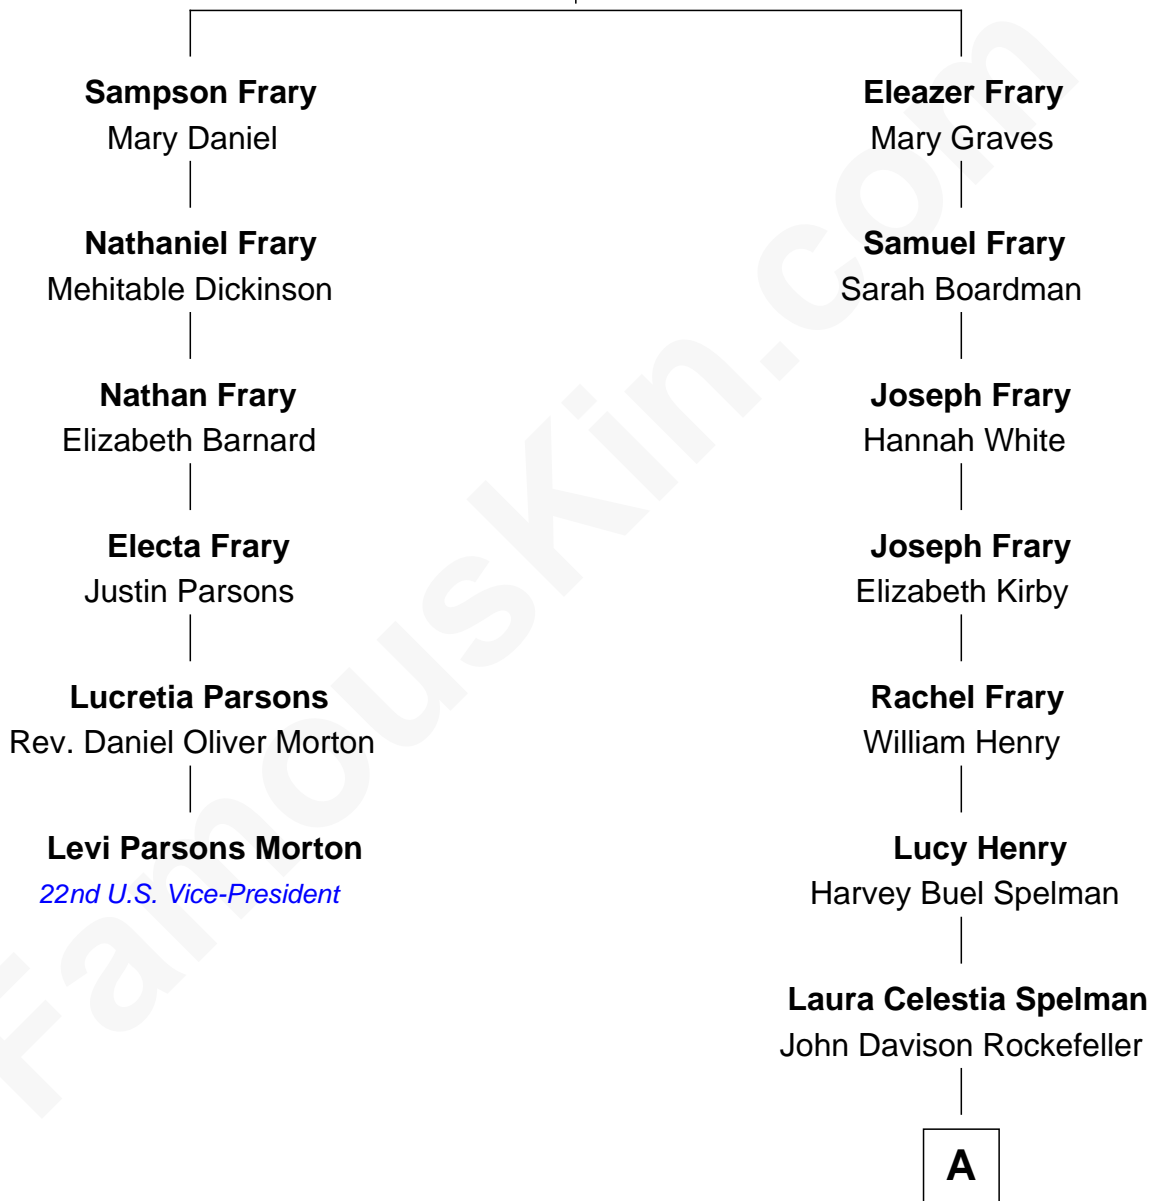 Sampson Frary
Mary Daniel
Nathaniel Frary
Mehitable Dickinson
Nathan Frary
Elizabeth Barnard
Electa Frary
Justin Parsons
Lucretia Parsons
Rev. Daniel Oliver Morton
Levi Parsons Morton
22nd U.S. Vice-President
Eleazer Frary
Mary Graves
Samuel Frary
Sarah Boardman
Joseph Frary
Hannah White
Joseph Frary
Elizabeth Kirby
Rachel Frary
William Henry
Lucy Henry
Harvey Buel Spelman
Laura Celestia Spelman
John Davison Rockefeller
A
FamousKin.com